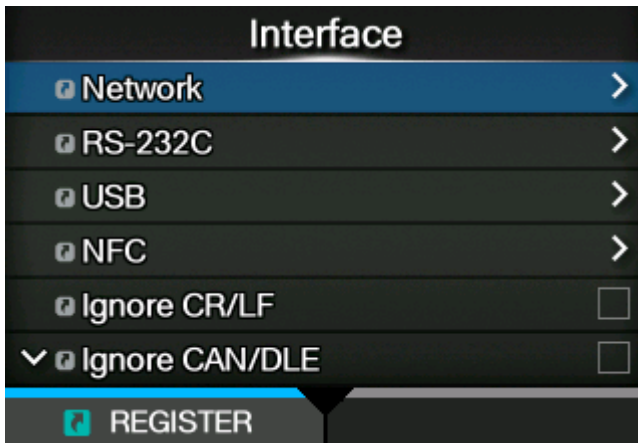 Interface
Network
RS-232C
USB
NFC
Ignore CR/LF
Ignore CAN/DLE
REGISTER